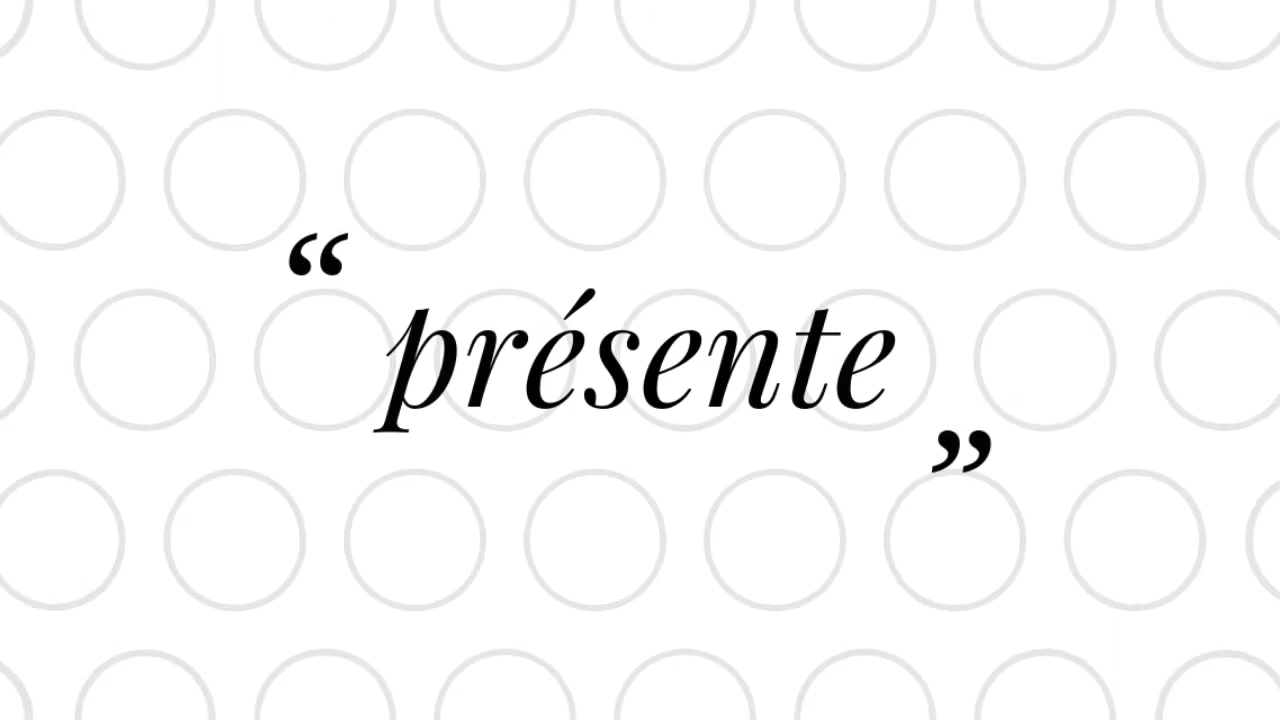 “ présente ”